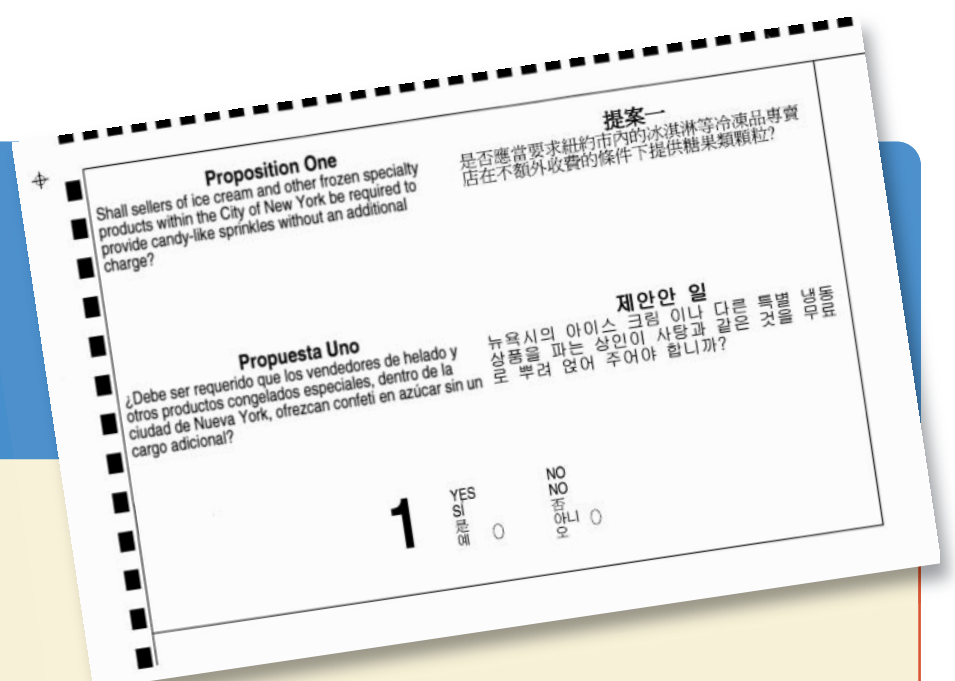 Proposition One
Shall sellers of ice cream and other frozen specialty
products within the City of New York be required to
provide candy-like sprinkles without an additional
charge?
提案一
是否應當要求紐約市內的冰淇淋等冷凍品專賣
店在不額外收費的條件下提供糖果類顆粒?
Propuesta Uno
¿Debe ser requerido que los vendedores de helado y
otros productos congelados especiales, dentro de la
ciudad de Nueva York, ofrezcan confeti en azúcar sin un
cargo adicional?
제안안 일
뉴욕시의 아이스 크림 이나 다른 특별 냉동
상품을 파는 상인이 사탕과 같은 것을 무료
로 뿌려 얹어 주어야 합니까?
1
YES
SÍ
是
예
NO
NO
否
아니
오